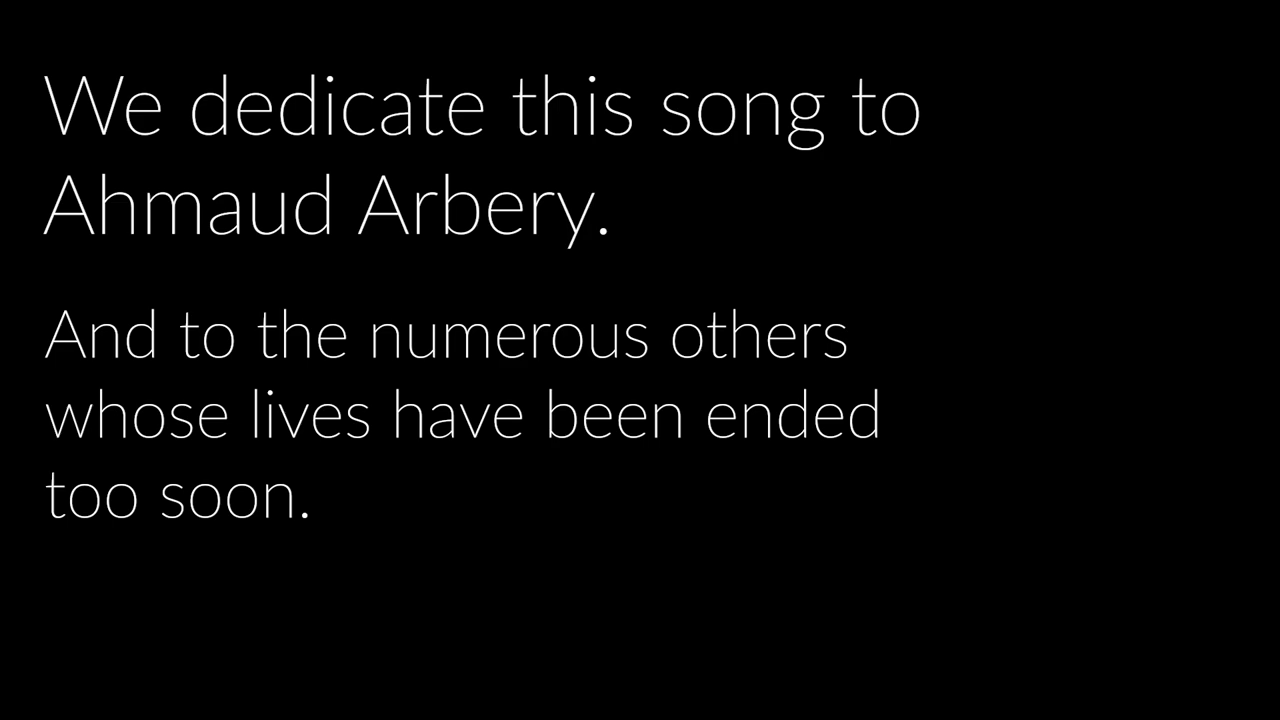 We dedicate this song to
Ahmaud Arbery.
And to the numerous others
whose lives have been ended
too soon.